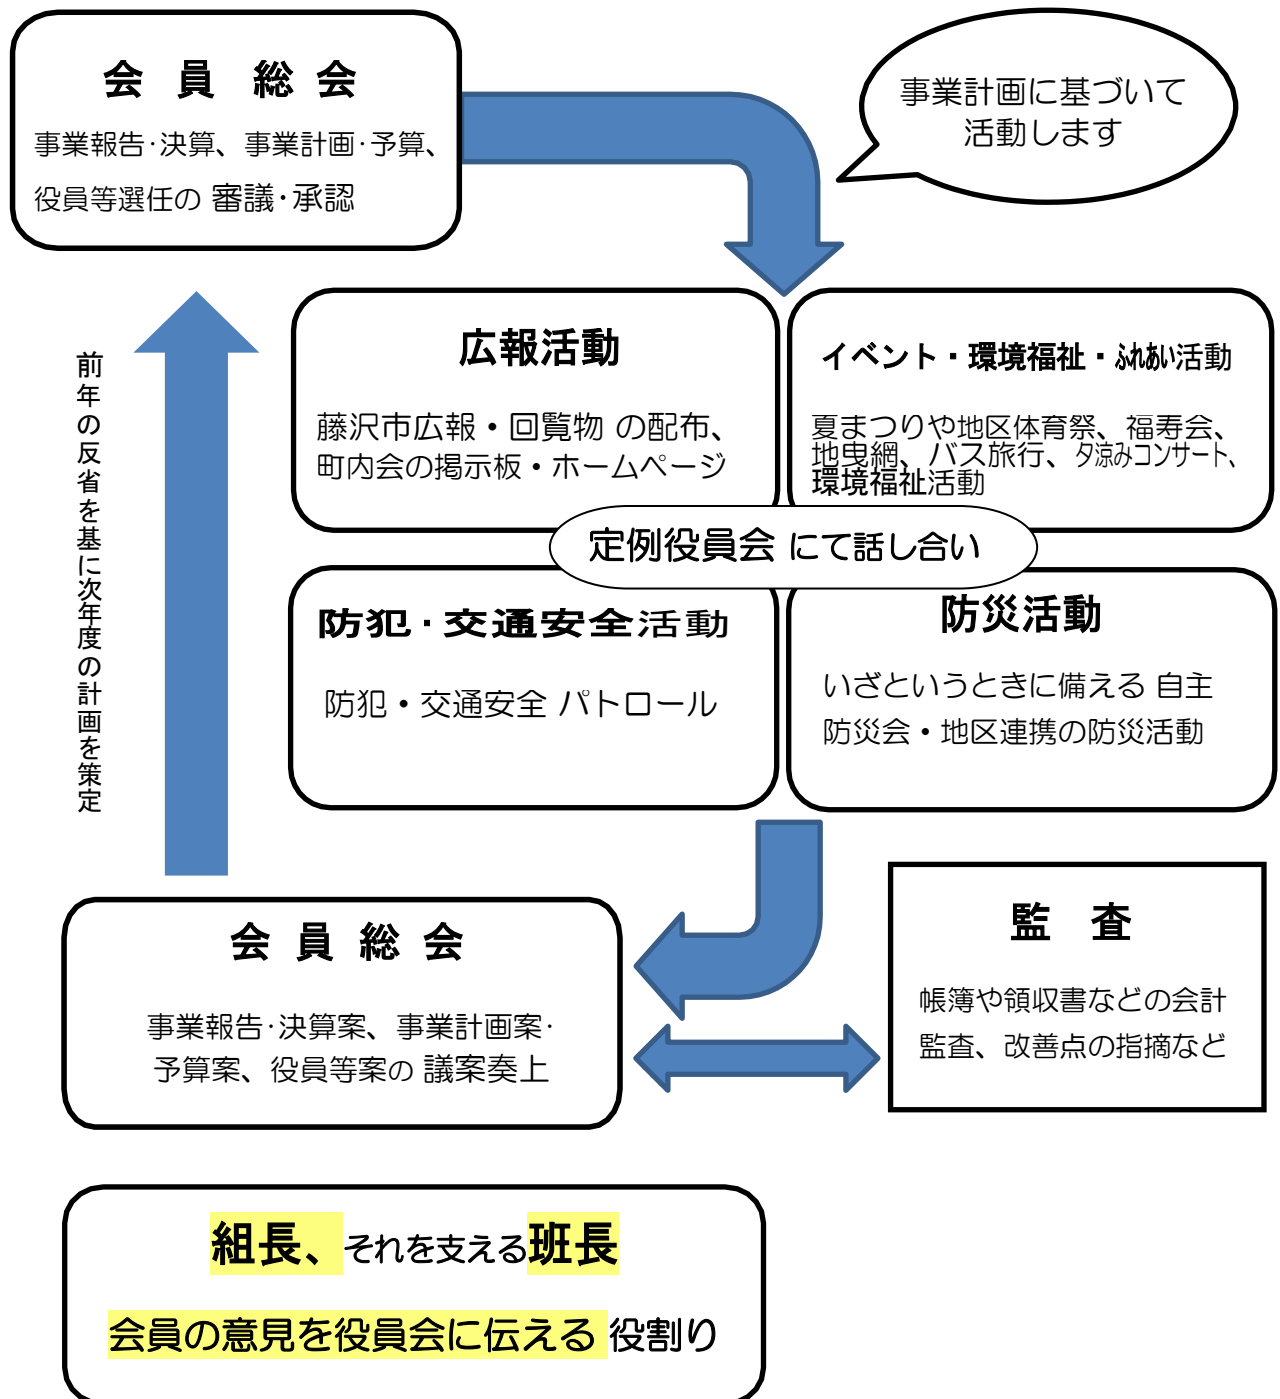 会員総会
事業報告･決算、事業計画･予算、
役員等選任の 審議･承認
事業計画に基づいて
活動します
前年の反省を基に次年度の計画を策定
広報活動
藤沢市広報・回覧物 の配布、
町内会の掲示板・ホームページ
イベント・環境福祉・ふれあい活動
夏まつりや地区体育祭、福寿会、
地曳網、バス旅行、夕涼みコンサート、
環境福祉活動
定例役員会 にて話し合い
防犯･交通安全活動
防犯・交通安全 パトロール
防災活動
いざというときに備える 自主
防災会・地区連携の防災活動
会員総会
事業報告･決算案、事業計画案･
予算案、役員等案の 議案奏上
監 査
帳簿や領収書などの会計
監査、改善点の指摘など
組長、それを支える班長
会員の意見を役員会に伝える 役割り